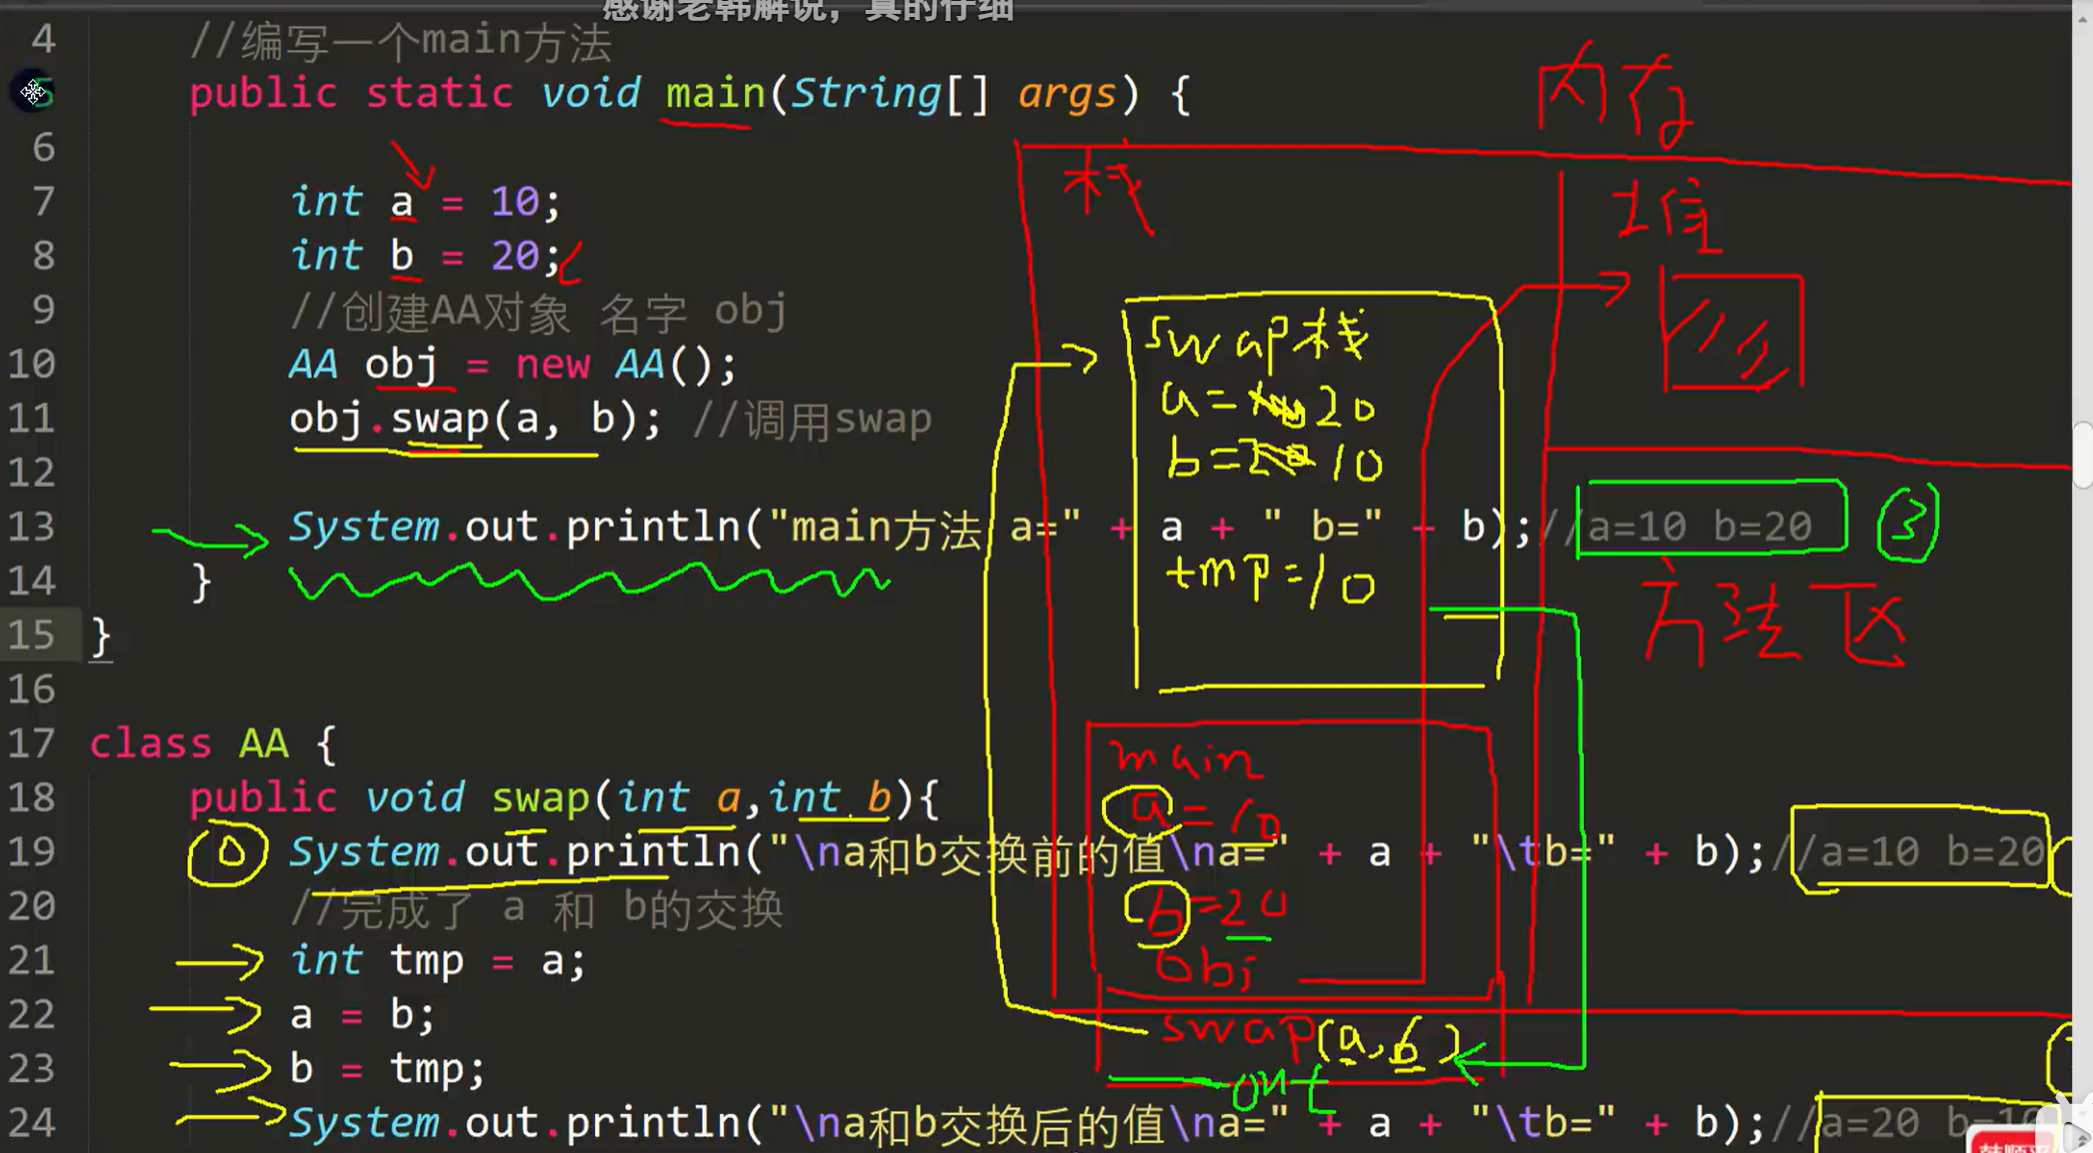 感谢老韩解说，真的仔细
4 //编写一个main方法
5 public static void main(String[] args) {
6
7 int a = 10;
8 int b = 20;
9 //创建AA对象 名字 obj
10 AA obj = new AA();
11 obj.swap(a, b); //调用swap
12
13 System.out.println("main方法 a=" + a + " b=" + b);//a=10 b=20
14 }
15 }
16
17 class AA {
18 public void swap(int a,int b){
19 System.out.println("\na和b交换前的值\na=" + a + "\tb=" + b);//a=10 b=20
20 //完成了 a 和 b的交换
21 int tmp = a;
22 a = b;
23 b = tmp;
24 System.out.println("\na和b交换后的值\na=" + a + "\tb=" + b);//a=20 b=10
内存
栈
堆
swap栈
a=20
b=20 10
tmp=10
③
方法区
main
a=10
b=20
obj
swap(a,b)
out
韩顺平